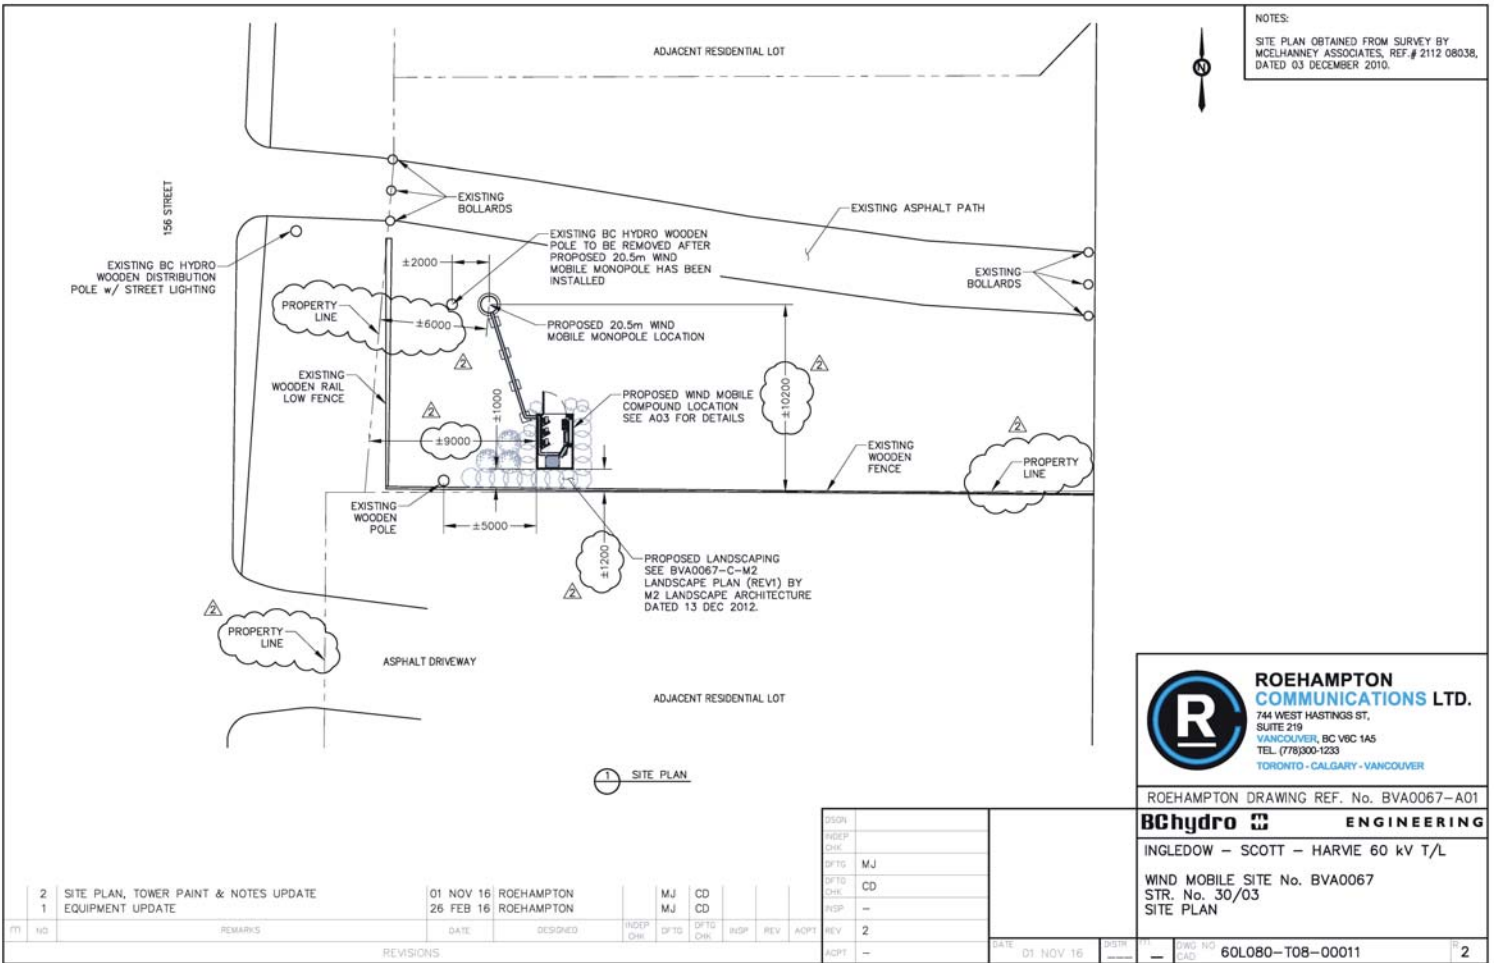 NOTES:
SITE PLAN OBTAINED FROM SURVEY BY
MCELHANNEY ASSOCIATES, REF.# 2112 08038,
DATED 03 DECEMBER 2010.
N
ADJACENT RESIDENTIAL LOT
156 STREET
EXISTING
BOLLARDS
EXISTING ASPHALT PATH
EXISTING BC HYDRO
WOODEN DISTRIBUTION
POLE w/ STREET LIGHTING
EXISTING BC HYDRO WOODEN
POLE TO BE REMOVED AFTER
PROPOSED 20.5m WIND
MOBILE MONOPOLE HAS BEEN
INSTALLED
±2000
EXISTING
BOLLARDS
PROPERTY
LINE
±6000
PROPOSED 20.5m WIND
MOBILE MONOPOLE LOCATION
2
2
EXISTING
WOODEN RAIL
LOW FENCE
±1000
PROPOSED WIND MOBILE
COMPOUND LOCATION
SEE A03 FOR DETAILS
±10200
2
±9000
2
EXISTING
WOODEN
FENCE
PROPERTY
LINE
EXISTING
WOODEN
POLE
±5000
±1200
2
PROPOSED LANDSCAPING
SEE BVA0067-C-M2
LANDSCAPE PLAN (REV1) BY
M2 LANDSCAPE ARCHITECTURE
DATED 13 DEC 2012.
2
PROPERTY
LINE
ASPHALT DRIVEWAY
ADJACENT RESIDENTIAL LOT
1 SITE PLAN
R
ROEHAMPTON
COMMUNICATIONS LTD.
744 WEST HASTINGS ST,
SUITE 219
VANCOUVER, BC V6C 1A5
TEL. (778)300-1233
TORONTO - CALGARY - VANCOUVER
ROEHAMPTON DRAWING REF. No. BVA0067-A01
BChydro ENGINEERING
INGLEDOW - SCOTT - HARVIE 60 kV T/L
WIND MOBILE SITE No. BVA0067
STR. No. 30/03
SITE PLAN
DSGN
INDEP CHK
DFTG MJ
DFTG CHK CD
INSP -
REV 2
ACPT -
2 SITE PLAN, TOWER PAINT & NOTES UPDATE 01 NOV 16 ROEHAMPTON MJ CD
1 EQUIPMENT UPDATE 26 FEB 16 ROEHAMPTON MJ CD
NO REMARKS DATE DESIGNED INDEP CHK DFTG DFTG CHK INSP REV ACPT
REVISIONS
DATE 01 NOV 16
DISTR
DWG NO CAD 60L080-T08-00011
R 2